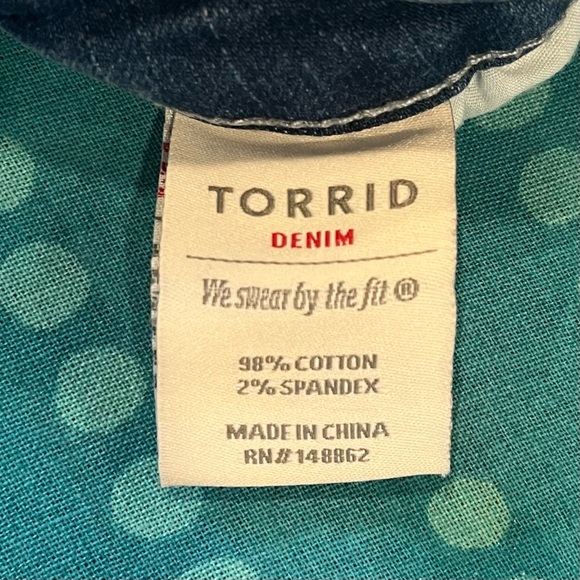 TORRID
DENIM
We swear by the fit ®
98% COTTON
2% SPANDEX
MADE IN CHINA
RN# 148862